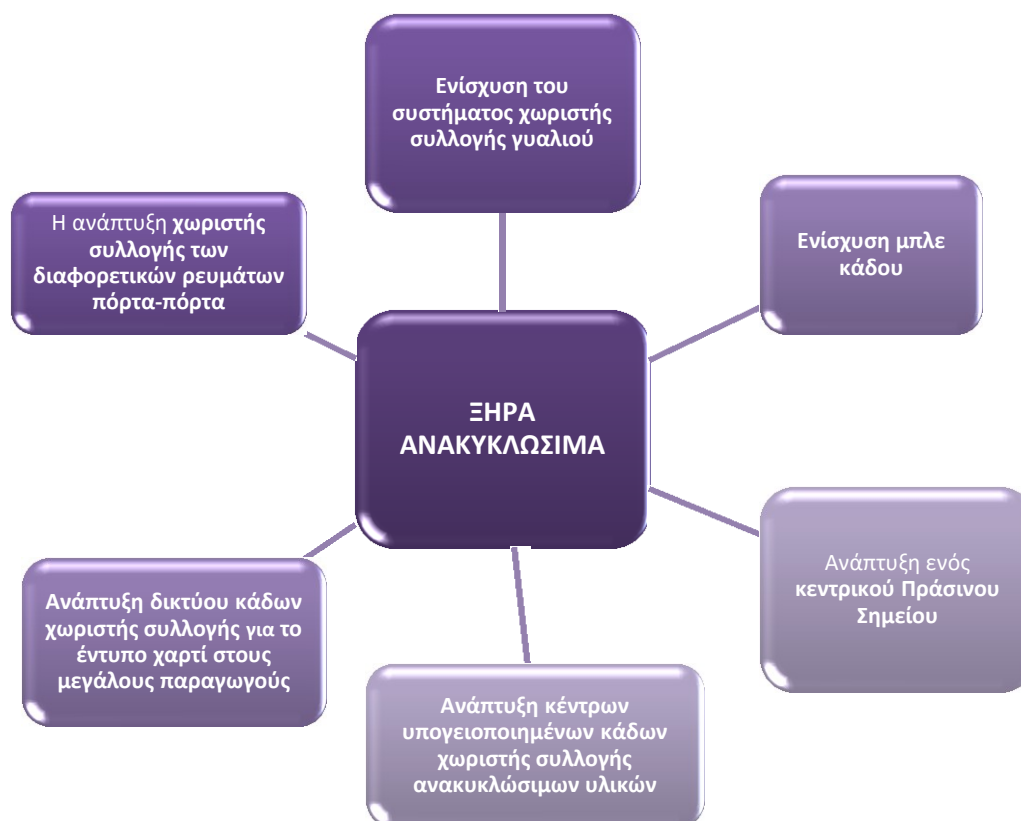 Ενίσχυση του
συστήματος χωριστής
συλλογής γυαλιού
Ενίσχυση μπλε
κάδου
Ανάπτυξη ενός
κεντρικού Πράσινου
Σημείου
Ανάπτυξη κέντρων
υπογειοποιημένων κάδων
χωριστής συλλογής
ανακυκλώσιμων υλικών
Ανάπτυξη δικτύου κάδων
χωριστής συλλογής για το
έντυπο χαρτί στους
μεγάλους παραγωγούς
Η ανάπτυξη χωριστής
συλλογής των
διαφορετικών ρευμάτων
πόρτα-πόρτα
ΞΗΡΑ
ΑΝΑΚΥΚΛΩΣΙΜΑ